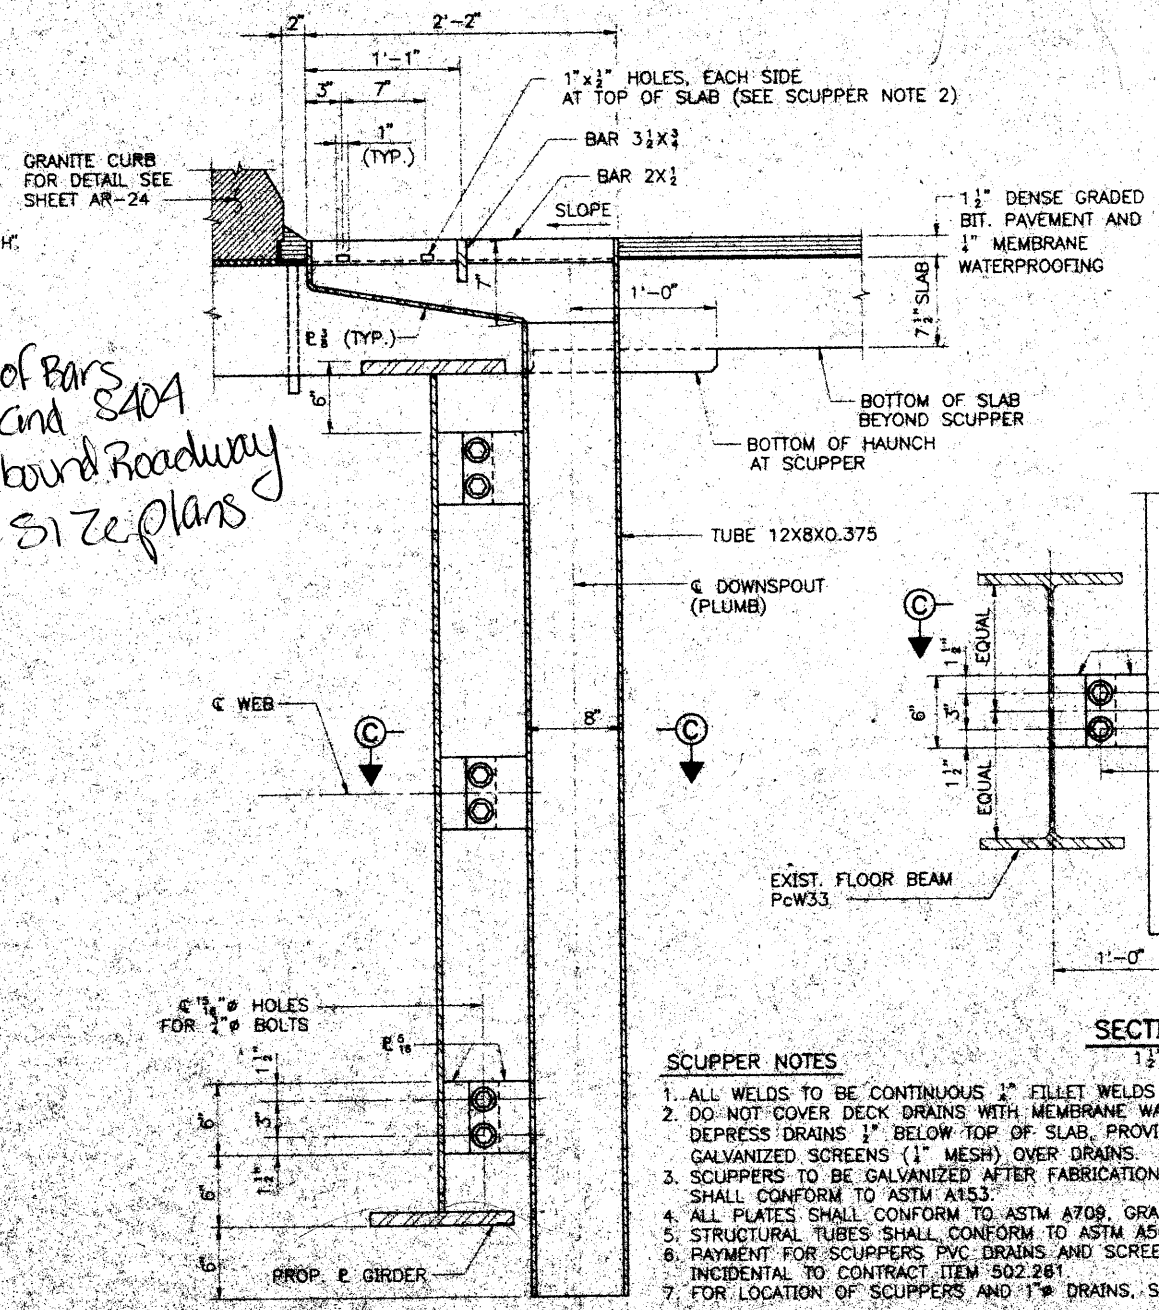 2" 2'-2"
1'-1"
3" 7"
1"
(TYP.)
1"x½" HOLES, EACH SIDE
AT TOP OF SLAB (SEE SCUPPER NOTE 2)
BAR 3½X¾
BAR 2X½
SLOPE
GRANITE CURB
FOR DETAIL SEE
SHEET AR-24
H"
1½" DENSE GRADED
BIT. PAVEMENT AND
¼" MEMBRANE
WATERPROOFING
7"
1'-0"
7½" SLAB
⅊ ⅜ (TYP.)
6"
of Bars
and S404
bound Roadway
Size plans
BOTTOM OF SLAB
BEYOND SCUPPER
BOTTOM OF HAUNCH
AT SCUPPER
TUBE 12X8X0.375
℄ DOWNSPOUT
(PLUMB)
C
EQUAL
1½"
6"
3"
1½"
EQUAL
℄ WEB
C
8"
C
EXIST. FLOOR BEAM
PcW33
1'-0"
℄ 15/16"ø HOLES
FOR ¾"ø BOLTS
⅊ 5/16
1½"
6"
3"
1½"
6"
6"
PROP. ⅊ GIRDER
SECTI
1½"
SCUPPER NOTES
1. ALL WELDS TO BE CONTINUOUS ¼" FILLET WELDS
2. DO NOT COVER DECK DRAINS WITH MEMBRANE WA
DEPRESS DRAINS ½" BELOW TOP OF SLAB. PROVI
GALVANIZED SCREENS (¼" MESH) OVER DRAINS.
3. SCUPPERS TO BE GALVANIZED AFTER FABRICATION
SHALL CONFORM TO ASTM A153.
4. ALL PLATES SHALL CONFORM TO ASTM A709, GRA
5. STRUCTURAL TUBES SHALL CONFORM TO ASTM A5
6. PAYMENT FOR SCUPPERS PVC DRAINS AND SCREE
INCIDENTAL TO CONTRACT ITEM 502.261
7. FOR LOCATION OF SCUPPERS AND 1"ø DRAINS, S